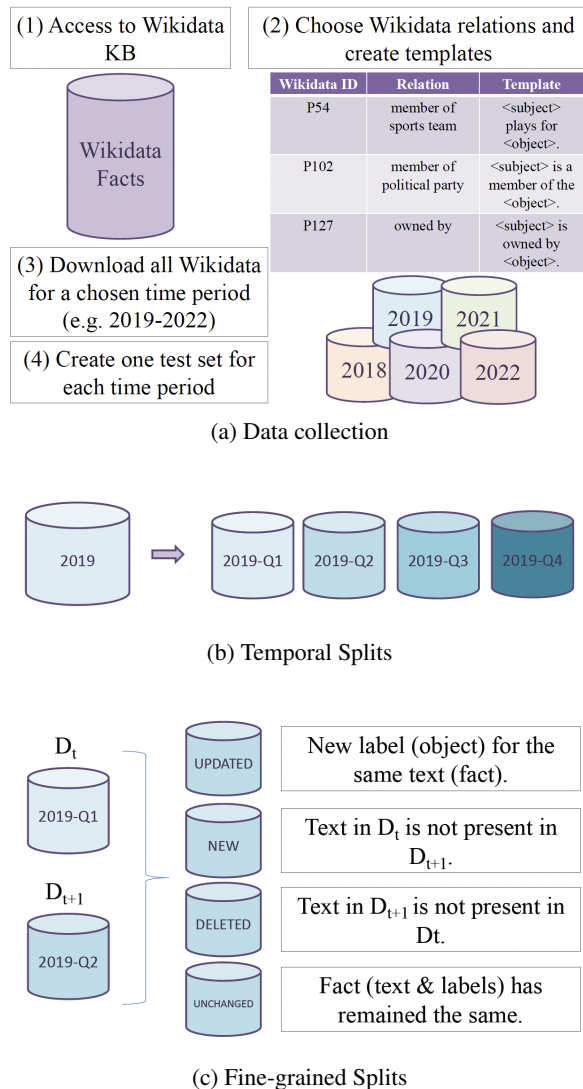 (1) Access to Wikidata
KB
(2) Choose Wikidata relations and
create templates
Wikidata
Facts
Wikidata ID Relation Template
P54 member of sports team <subject> plays for <object>.
P102 member of political party <subject> is a member of the <object>.
P127 owned by <subject> is owned by <object>.
(3) Download all Wikidata
for a chosen time period
(e.g. 2019-2022)
(4) Create one test set for
each time period
2019 2021
2018 2020 2022
(a) Data collection
2019 2019-Q1 2019-Q2 2019-Q3 2019-Q4
(b) Temporal Splits
Dt
2019-Q1
Dt+1
2019-Q2
UPDATED
New label (object) for the
same text (fact).
NEW
Text in Dt is not present in
Dt+1.
DELETED
Text in Dt+1 is not present in
Dt.
UNCHANGED
Fact (text & labels) has
remained the same.
(c) Fine-grained Splits